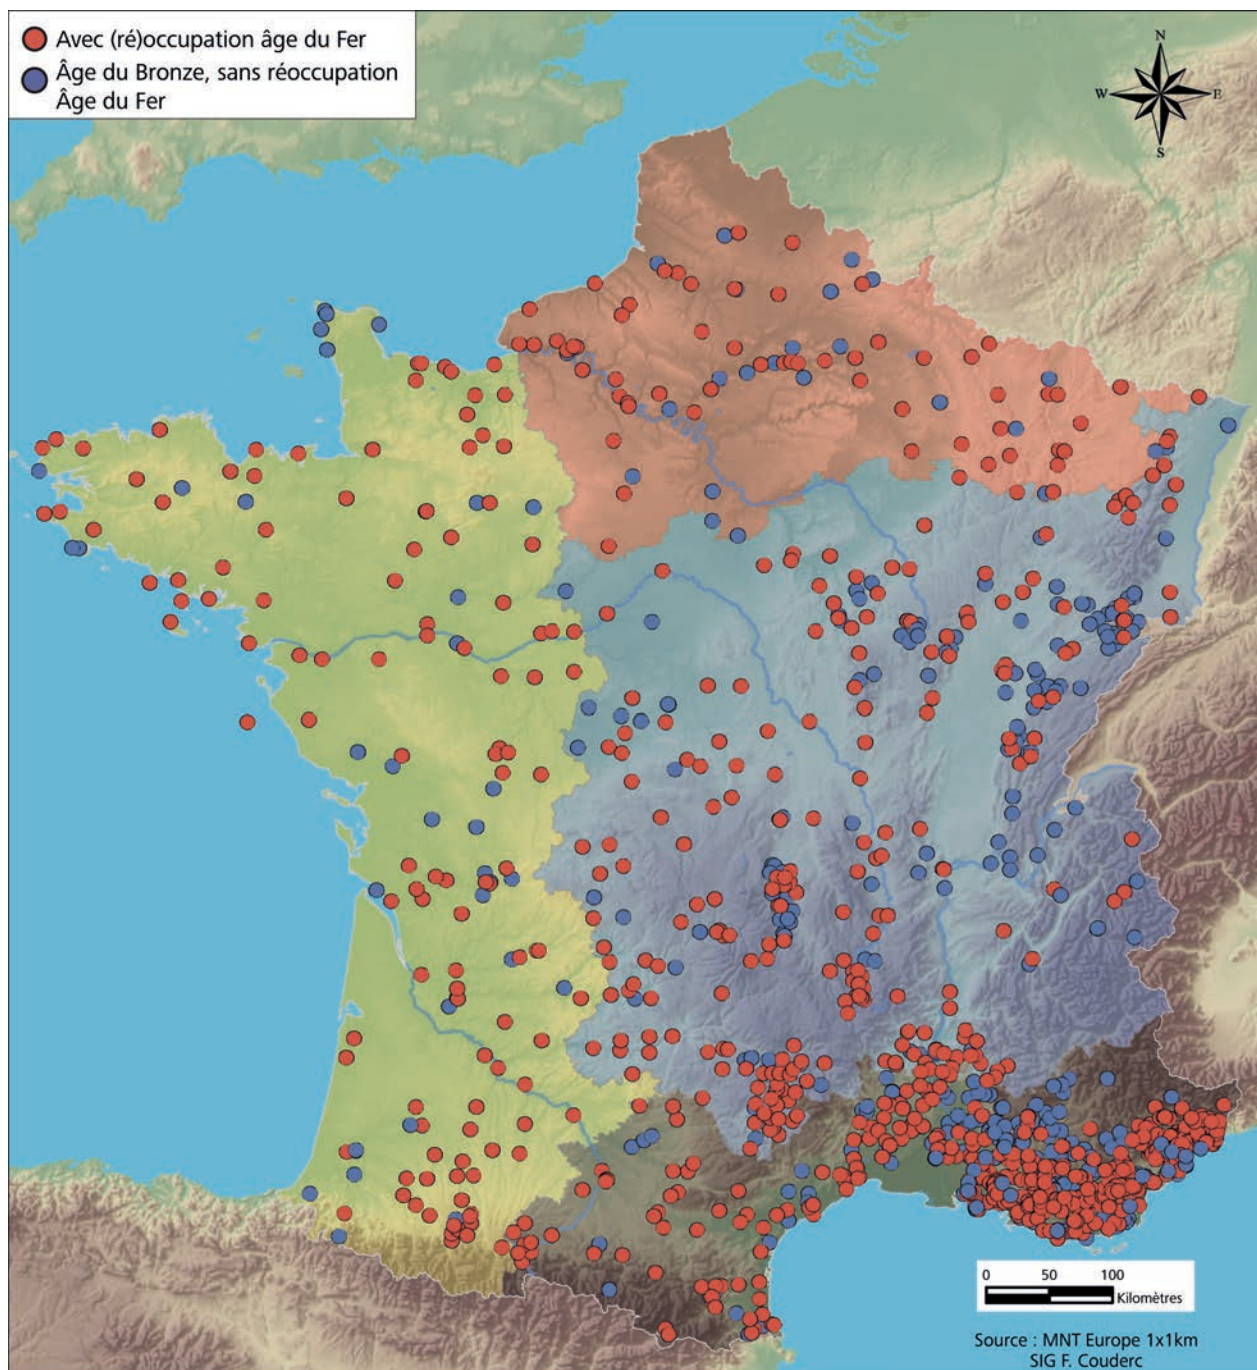 Avec (ré)occupation âge du Fer
Âge du Bronze, sans réoccupation
Âge du Fer
N
W
E
S
0 50 100
Kilomètres
Source : MNT Europe 1x1km
SIG F. Couderc